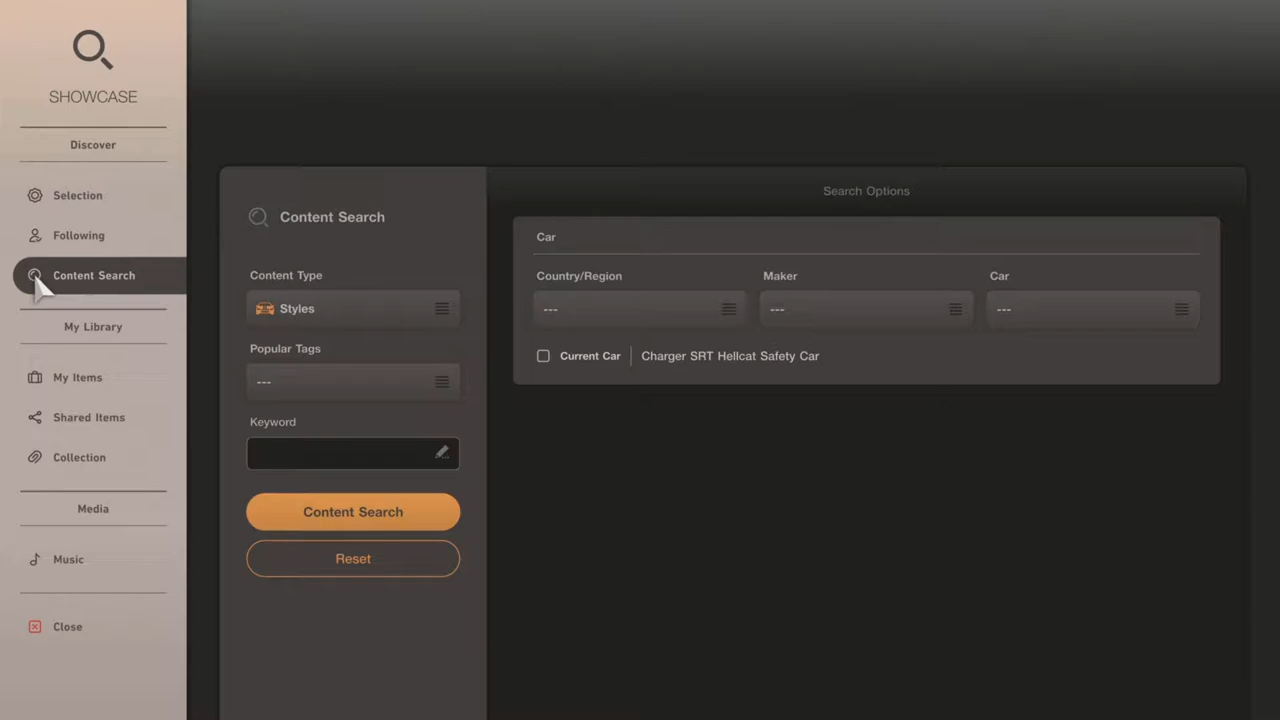 SHOWCASE
Discover
Selection
Following
Content Search
My Library
My Items
Shared Items
Collection
Media
Music
Close
Content Search
Content Type
Styles
Popular Tags
---
Keyword
Content Search
Reset
Search Options
Car
Country/Region Maker Car
--- --- ---
Current Car Charger SRT Hellcat Safety Car